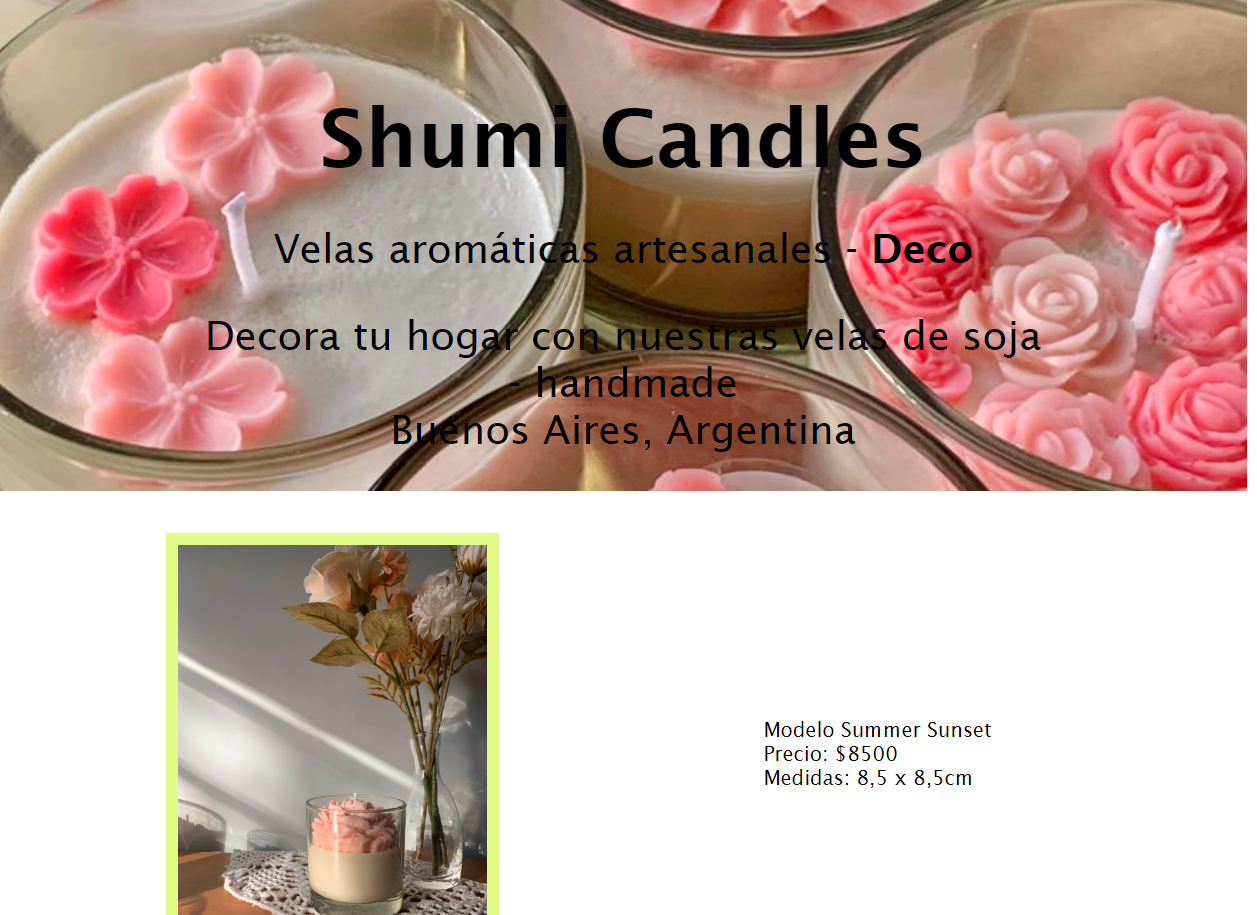 Shumi Candles
Velas aromáticas artesanales - Deco
Decora tu hogar con nuestras velas de soja
- handmade
Buenos Aires, Argentina
Modelo Summer Sunset
Precio: $8500
Medidas: 8,5 x 8,5cm